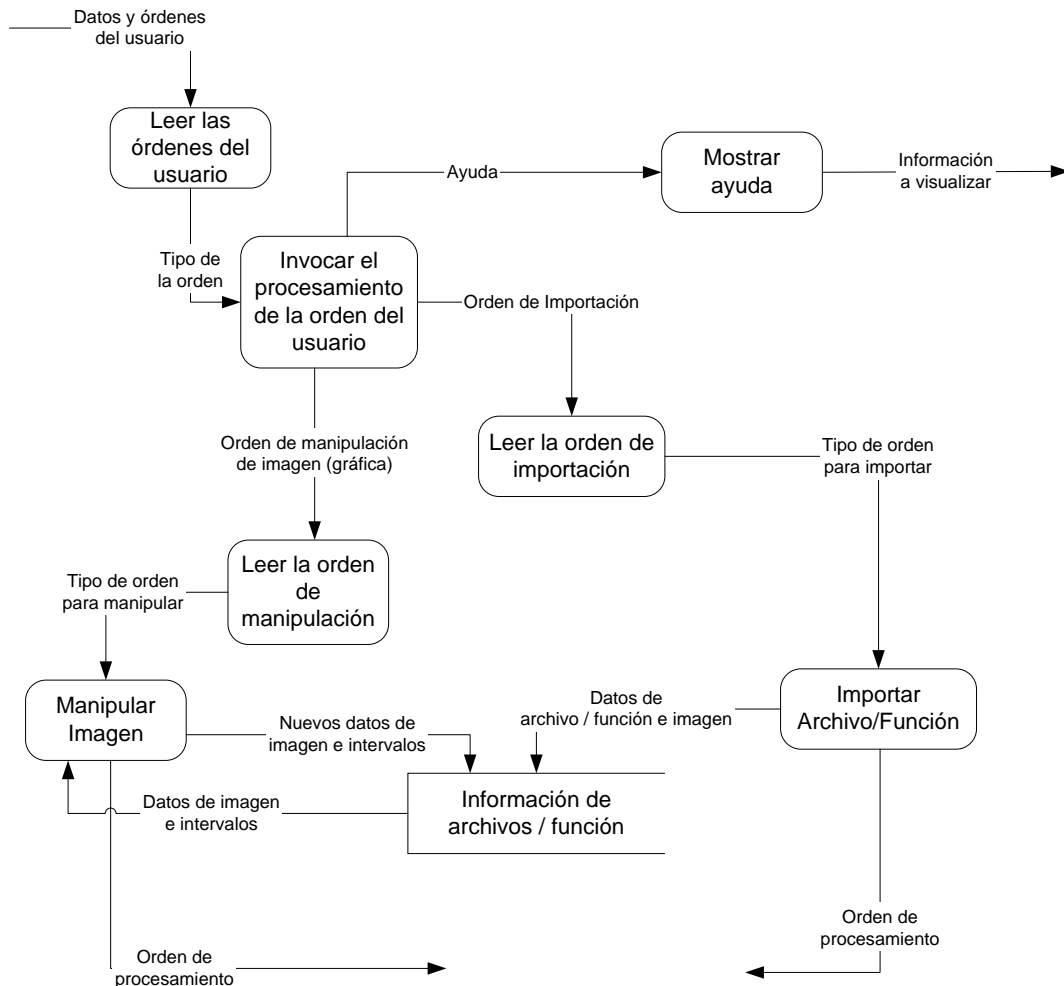 Datos y órdenes
del usuario
Leer las
órdenes del
usuario
Ayuda
Mostrar
ayuda
Información
a visualizar
Tipo de
la orden
Invocar el
procesamiento
de la orden del
usuario
Orden de Importación
Orden de manipulación
de imagen (gráfica)
Leer la orden de
importación
Tipo de orden
para importar
Leer la orden
de
manipulación
Tipo de orden
para manipular
Manipular
Imagen
Nuevos datos de
imagen e intervalos
Datos de
archivo / función e imagen
Importar
Archivo/Función
Datos de imagen
e intervalos
Información de
archivos / función
Orden de
procesamiento
Orden de
procesamiento